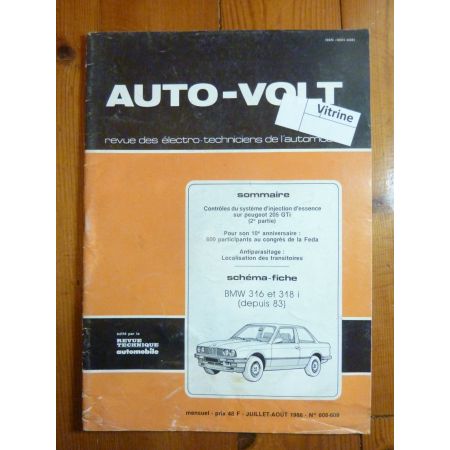 AUTO-VOLT
Vitrine
revue des électro-techniciens de l'automob
sommaire
Contrôles du système d'injection d'essence
sur peugeot 205 GTi
(2e partie)
Pour son 10e anniversaire :
600 participants au congrès de la Feda
Antiparasitage :
Localisation des transitoires
schéma-fiche
BMW 316 et 318 i
(depuis 83)
édité par la
REVUE
TECHNIQUE
automobile
mensuel - prix 48 F - JUILLET-AOUT 1986 - N° 608-609